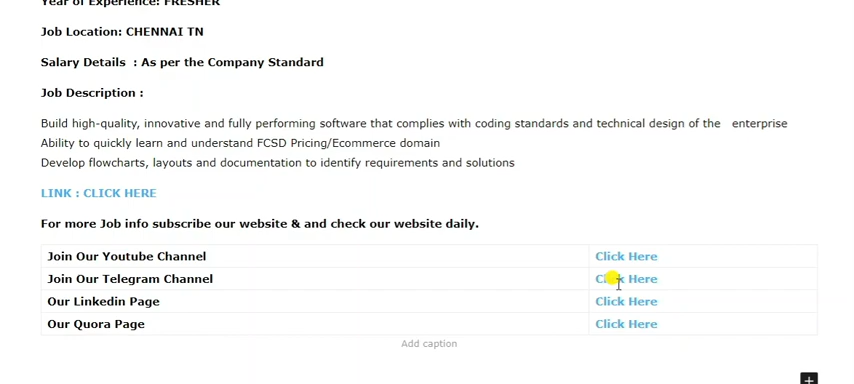 Year of Experience: FRESHER
Job Location: CHENNAI TN
Salary Details : As per the Company Standard
Job Description :
Build high-quality, innovative and fully performing software that complies with coding standards and technical design of the enterprise
Ability to quickly learn and understand FCSD Pricing/Ecommerce domain
Develop flowcharts, layouts and documentation to identify requirements and solutions
LINK : CLICK HERE
For more Job info subscribe our website & and check our website daily.
Join Our Youtube Channel Click Here
Join Our Telegram Channel Click Here
Our Linkedin Page Click Here
Our Quora Page Click Here
Add caption